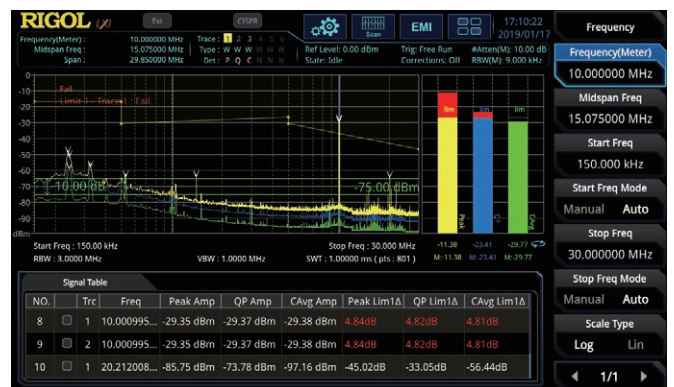 RIGOL LXI Ext CISPR Scan EMI 17:10:22 2019/01/17
Frequency(Meter) : 10.000000 MHz Trace : 1 2 3 4 5 6
Midspan Freq : 15.075000 MHz Type : W W W W W W Ref Level: 0.00 dBm Trig: Free Run #Atten(M): 10.00 dB
Span : 29.850000 MHz Det : P Q C N N N State: Idle Corrections: Off RBW(M): 9.000 kHz
0
-10
Fail
Limit 1 - Trace 1 : Fail
-20
-30
-40
-50
-60
-70
10.00 dB
-75.00 dBm
-80
-90
dBm
lim lim lim
Peak QP CAvg
Start Freq : 150.00 kHz Stop Freq : 30.000 MHz -11.38 -23.41 -29.77
RBW : 3.0000 MHz VBW : 1.0000 MHz SWT : 1.00000 ms ( pts : 801 ) M:-11.38 M:-23.41 M:-29.77
Signal Table
NO. Trc Freq Peak Amp QP Amp CAvg Amp Peak Lim1Δ QP Lim1Δ CAvg Lim1Δ
8 1 10.000995... -29.35 dBm -29.37 dBm -29.38 dBm 4.84dB 4.82dB 4.81dB
9 2 10.000995... -29.35 dBm -29.37 dBm -29.38 dBm 4.84dB 4.82dB 4.81dB
10 1 20.212008... -85.75 dBm -73.78 dBm -97.16 dBm -45.02dB -33.05dB -56.44dB
Frequency
Frequency(Meter)
10.000000 MHz
Midspan Freq
15.075000 MHz
Start Freq
150.000 kHz
Start Freq Mode
Manual Auto
Stop Freq
30.000000 MHz
Stop Freq Mode
Manual Auto
Scale Type
Log Lin
1/1